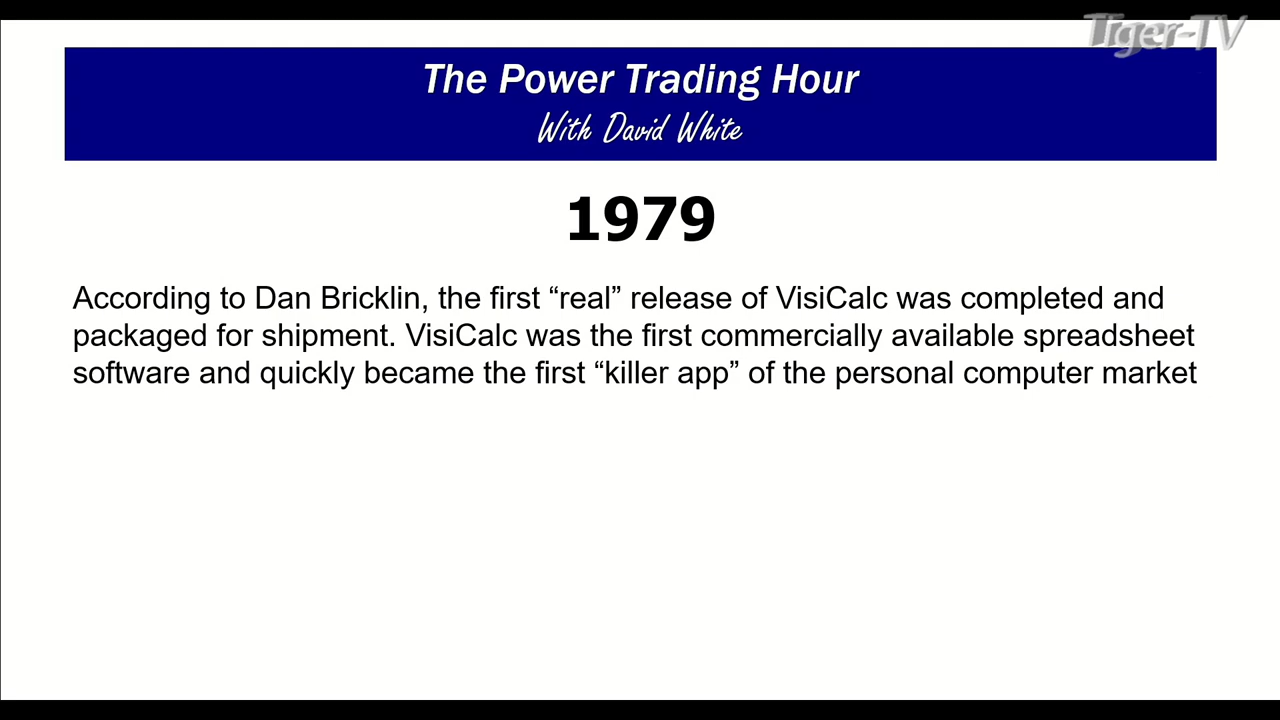 Tiger-TV
The Power Trading Hour
With David White
1979
According to Dan Bricklin, the first “real” release of VisiCalc was completed and
packaged for shipment. VisiCalc was the first commercially available spreadsheet
software and quickly became the first “killer app” of the personal computer market